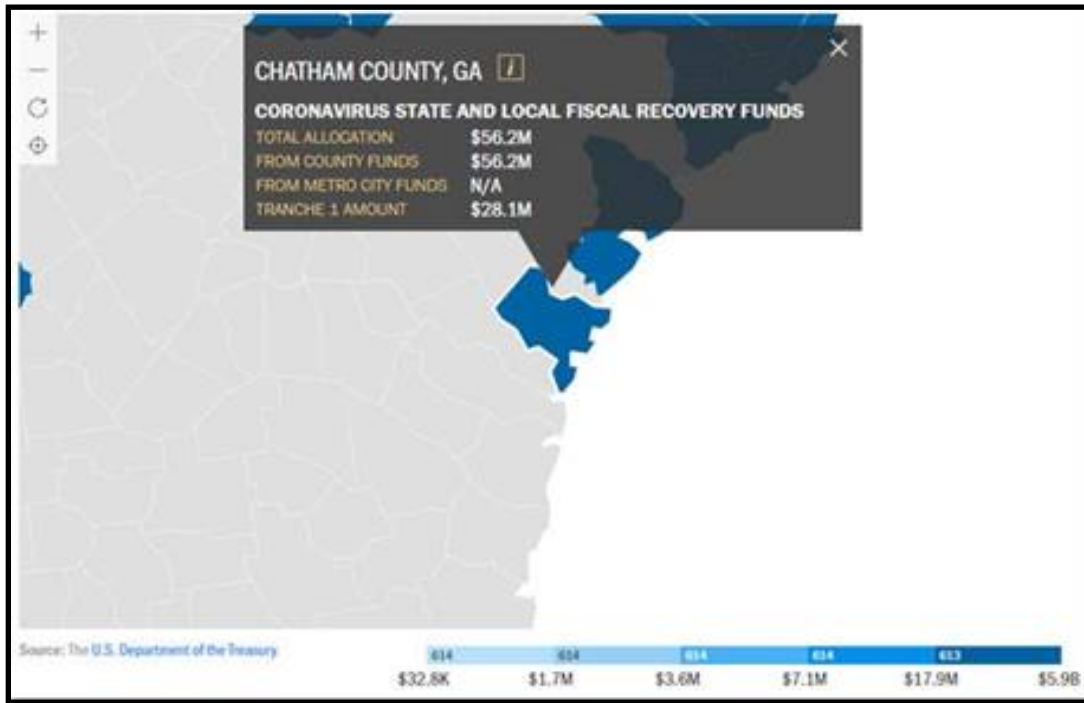 CHATHAM COUNTY, GA i
CORONAVIRUS STATE AND LOCAL FISCAL RECOVERY FUNDS
TOTAL ALLOCATION $56.2M
FROM COUNTY FUNDS $56.2M
FROM METRO CITY FUNDS N/A
TRANCHE 1 AMOUNT $28.1M
Source: The U.S. Department of the Treasury
614 614 614 614 613
$32.8K $1.7M $3.6M $7.1M $17.9M $5.9B